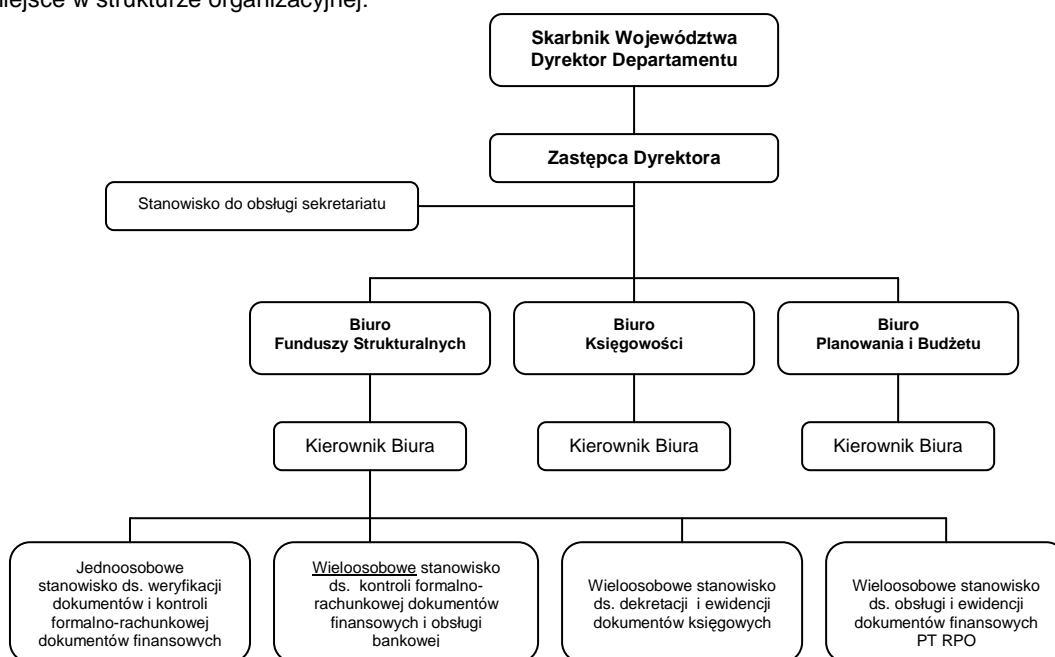 miejsce w strukturze organizacyjnej.
Skarbnik Województwa
Dyrektor Departamentu
Zastępca Dyrektora
Stanowisko do obsługi sekretariatu
Biuro
Funduszy Strukturalnych
Biuro
Księgowości
Biuro
Planowania i Budżetu
Kierownik Biura
Kierownik Biura
Kierownik Biura
Jednoosobowe
stanowisko ds. weryfikacji
dokumentów i kontroli
formalno-rachunkowej
dokumentów finansowych
Wieloosobowe stanowisko
ds. kontroli formalno-
rachunkowej dokumentów
finansowych i obsługi
bankowej
Wieloosobowe stanowisko
ds. dekretacji i ewidencji
dokumentów księgowych
Wieloosobowe stanowisko
ds. obsługi i ewidencji
dokumentów finansowych
PT RPO